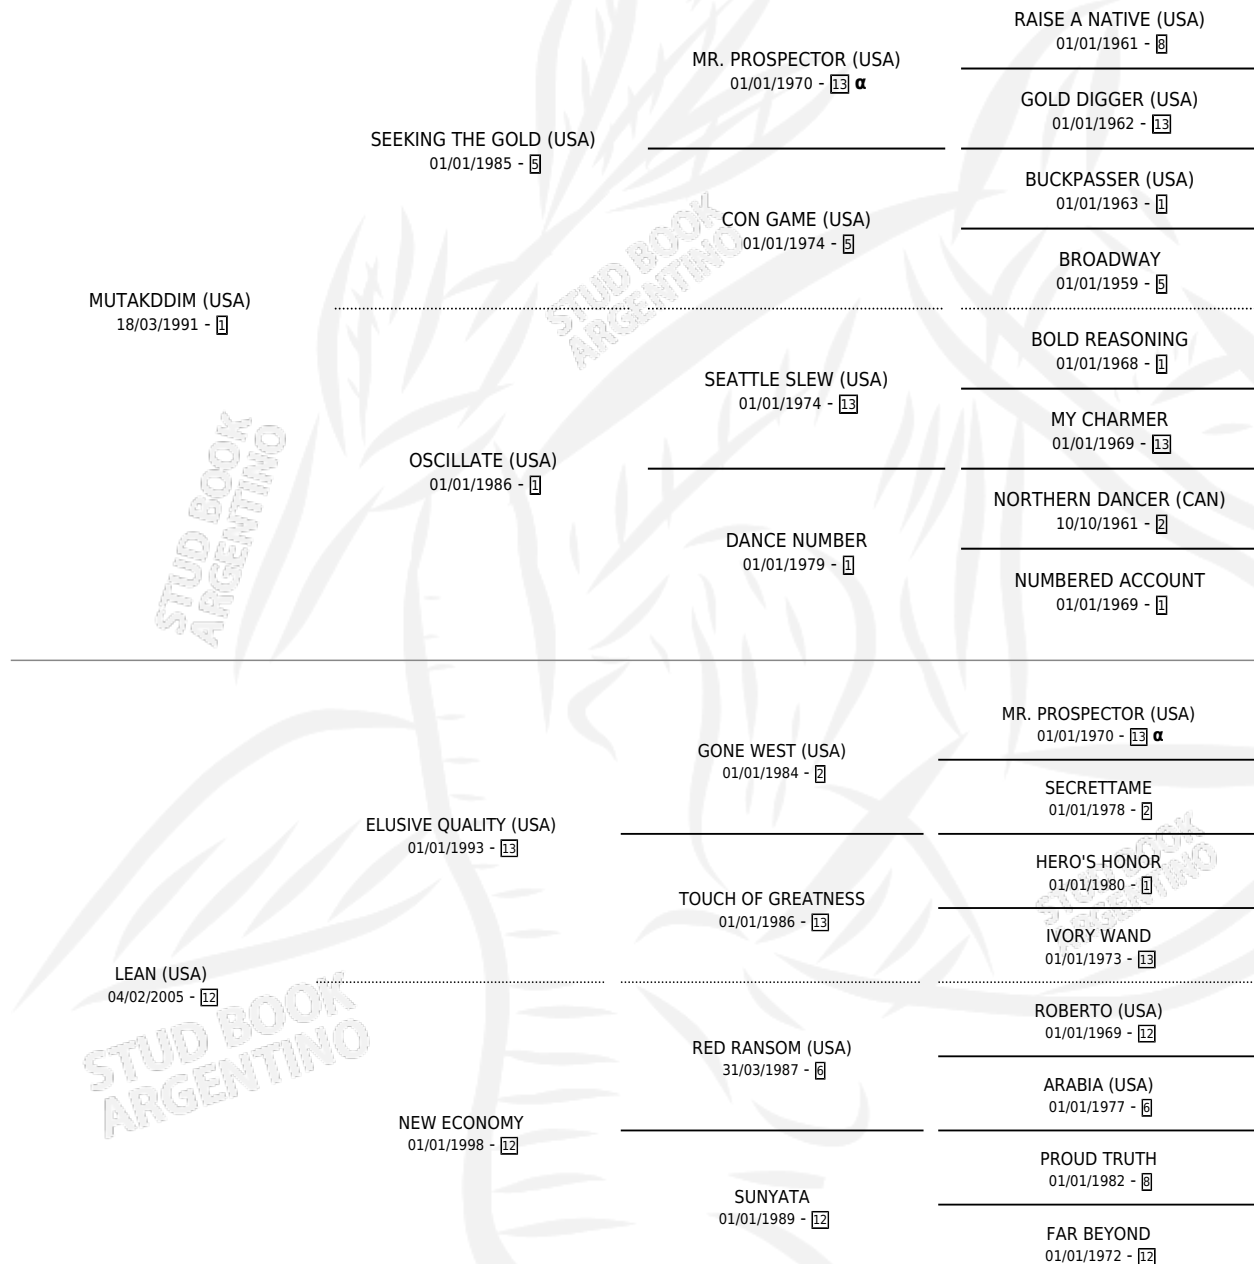 RAISE A NATIVE (USA)
01/01/1961 - 8
MR. PROSPECTOR (USA)
01/01/1970 - 13 α
GOLD DIGGER (USA)
01/01/1962 - 13
SEEKING THE GOLD (USA)
01/01/1985 - 5
BUCKPASSER (USA)
01/01/1963 - 1
CON GAME (USA)
01/01/1974 - 5
BROADWAY
01/01/1959 - 5
MUTAKDDIM (USA)
18/03/1991 - 1
BOLD REASONING
01/01/1968 - 1
SEATTLE SLEW (USA)
01/01/1974 - 13
MY CHARMER
01/01/1969 - 13
OSCILLATE (USA)
01/01/1986 - 1
NORTHERN DANCER (CAN)
10/10/1961 - 2
DANCE NUMBER
01/01/1979 - 1
NUMBERED ACCOUNT
01/01/1969 - 1
MR. PROSPECTOR (USA)
01/01/1970 - 13 α
GONE WEST (USA)
01/01/1984 - 2
SECRETTAME
01/01/1978 - 2
ELUSIVE QUALITY (USA)
01/01/1993 - 13
HERO'S HONOR
01/01/1980 - 1
TOUCH OF GREATNESS
01/01/1986 - 13
IVORY WAND
01/01/1973 - 13
LEAN (USA)
04/02/2005 - 12
ROBERTO (USA)
01/01/1969 - 12
RED RANSOM (USA)
31/03/1987 - 6
ARABIA (USA)
01/01/1977 - 6
NEW ECONOMY
01/01/1998 - 12
PROUD TRUTH
01/01/1982 - 8
SUNYATA
01/01/1989 - 12
FAR BEYOND
01/01/1972 - 12
STUD BOOK
ARGENTINO
STUD BOOK
ARGENTINO
STUD BOOK
ARGENTINO
STUD BOOK
ARGENTINO